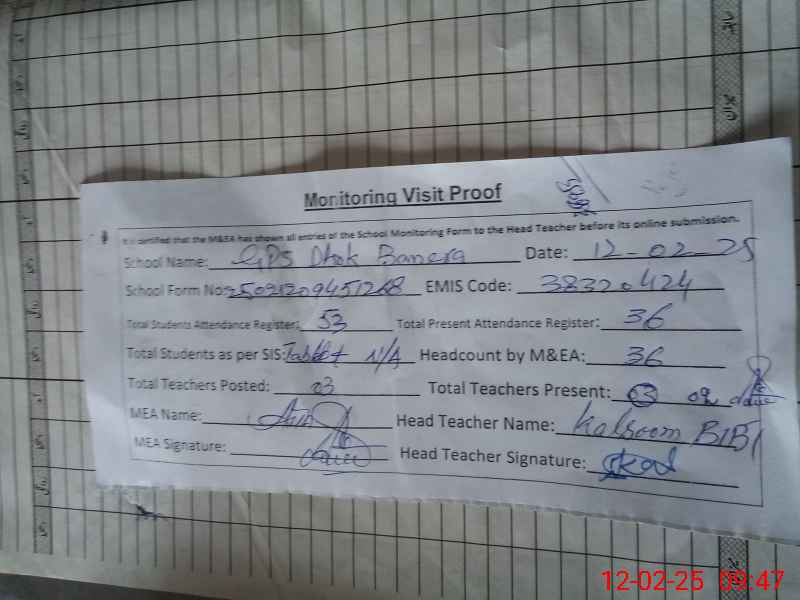 Monitoring Visit Proof
It is certified that the M&EA has shown all entries of the School Monitoring Form to the Head Teacher before its online submission.
School Name: GPS Dhok Banera Date: 12-02-25
School Form No: 25021209451268 EMIS Code: 38320424
Total Students Attendance Register: 53 Total Present Attendance Register: 36
Total Students as per SIS: Tablet N/A Headcount by M&EA: 36
Total Teachers Posted: 03 Total Teachers Present: 03 02
MEA Name: Head Teacher Name: Kalsoom BIBI
MEA Signature: Head Teacher Signature:
12-02-25 09:47